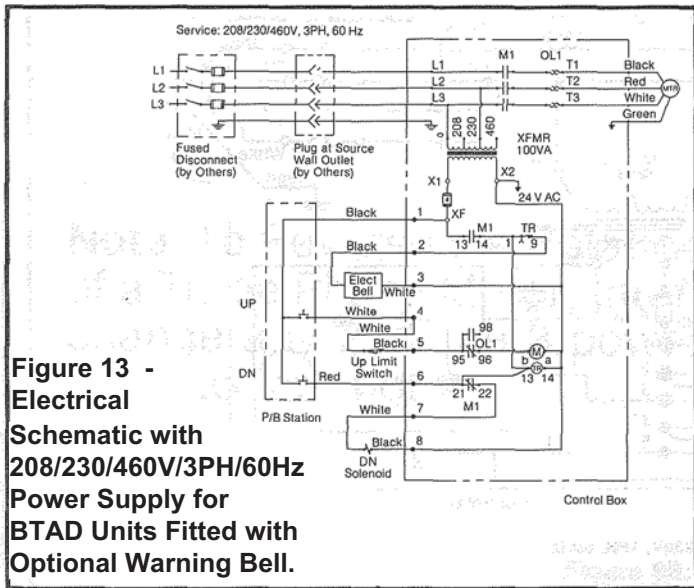 Service: 208/230/460V, 3PH, 60 Hz
L1
L2
L3
L1
L2
L3
M1
OL1
T1
T2
T3
Black
Red
White
Green
MTR
Fused
Disconnect
(by Others)
Plug at Source
Wall Outlet
(by Others)
0
208
230
460
XFMR
100VA
X1
X2
24 V AC
XF
Black
1
M1
13
14
TR
1
9
Black
2
Elect
Bell
White
3
UP
White
4
White
Black
5
Up Limit
Switch
98
OL1
95
96
M
b
a
TR
13
14
DN
Red
6
21
22
M1
P/B Station
White
7
Black
8
DN
Solenoid
Control Box
Figure 13 -
Electrical
Schematic with
208/230/460V/3PH/60Hz
Power Supply for
BTAD Units Fitted with
Optional Warning Bell.